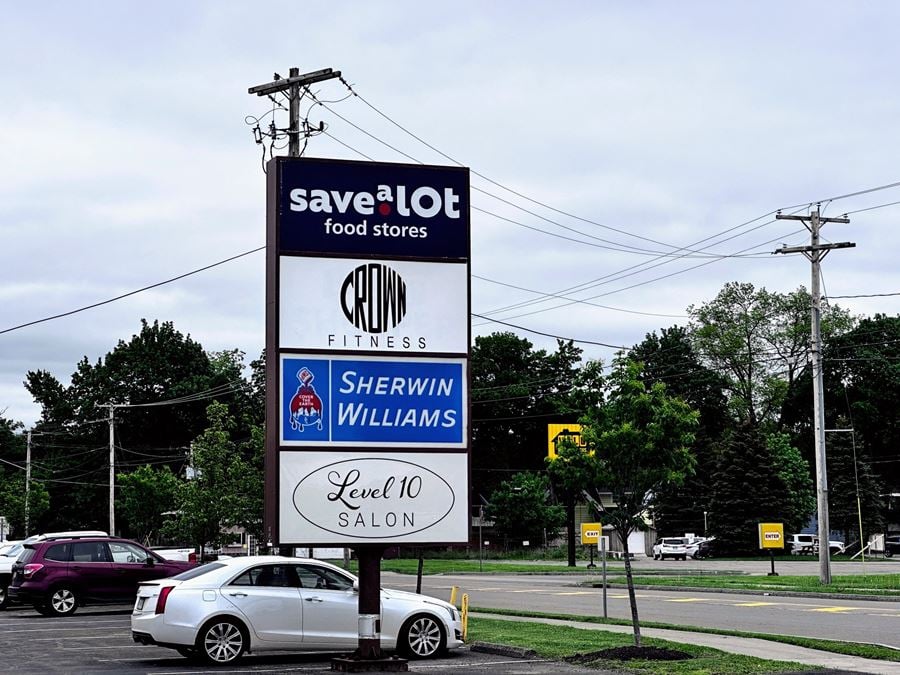 save a lot
food stores
CROWN
FITNESS
COVER
THE
EARTH
SHERWIN
WILLIAMS
Level 10
SALON
EXIT
ENTER